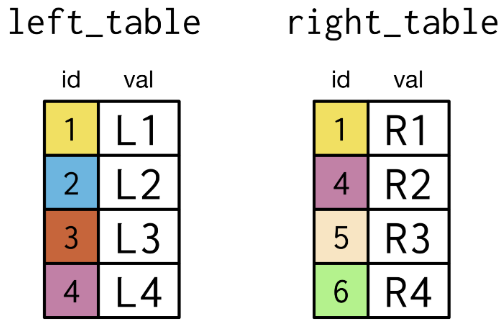 left_table right_table
id val id val
1 L1 1 R1
2 L2 4 R2
3 L3 5 R3
4 L4 6 R4